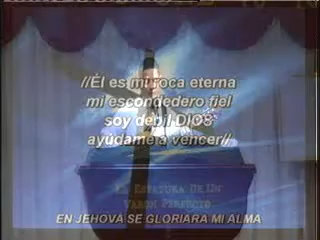 //Él es mi roca eterna
mi escondedero fiel
soy debil DIOS
ayúdame a vencer//
LA ESTATURA DE UN
VARON PERFECTO
EN JEHOVA SE GLORIARA MI ALMA